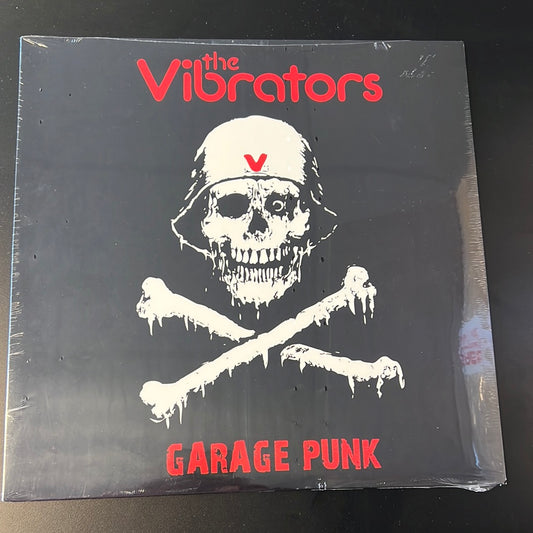 the
Vibrators
V
GARAGE PUNK